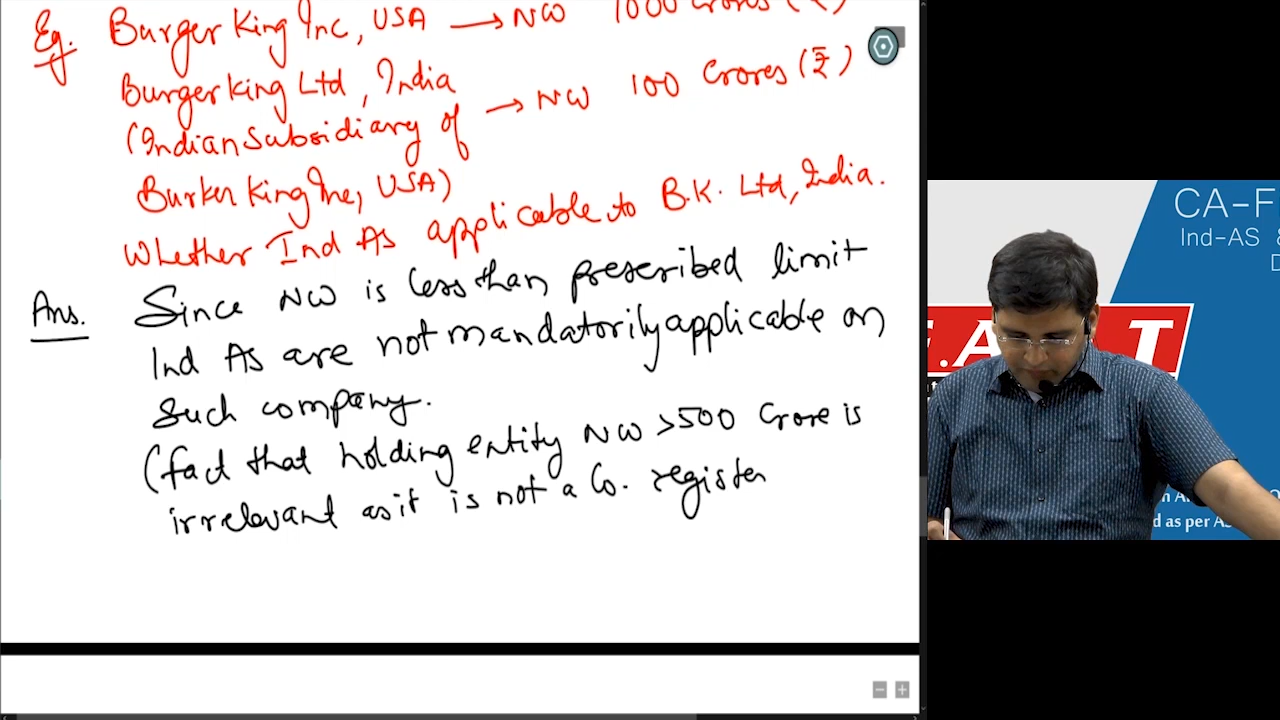 Eg. Burger King Inc, USA → NW 1000 Crores (₹)
Burger King Ltd, India
(Indian Subsidiary of → NW 100 Crores (₹)
Burker King Inc, USA)
Whether Ind As applicable to B.K. Ltd, India.
Ans. Since NW is less than prescribed limit
Ind As are not mandatorily applicable on
Such company.
(fact that holding entity NW >500 Crore is
irrelevant as it is not a Co. register
CA-F
Ind-AS &
D
.A. T
d as per AS